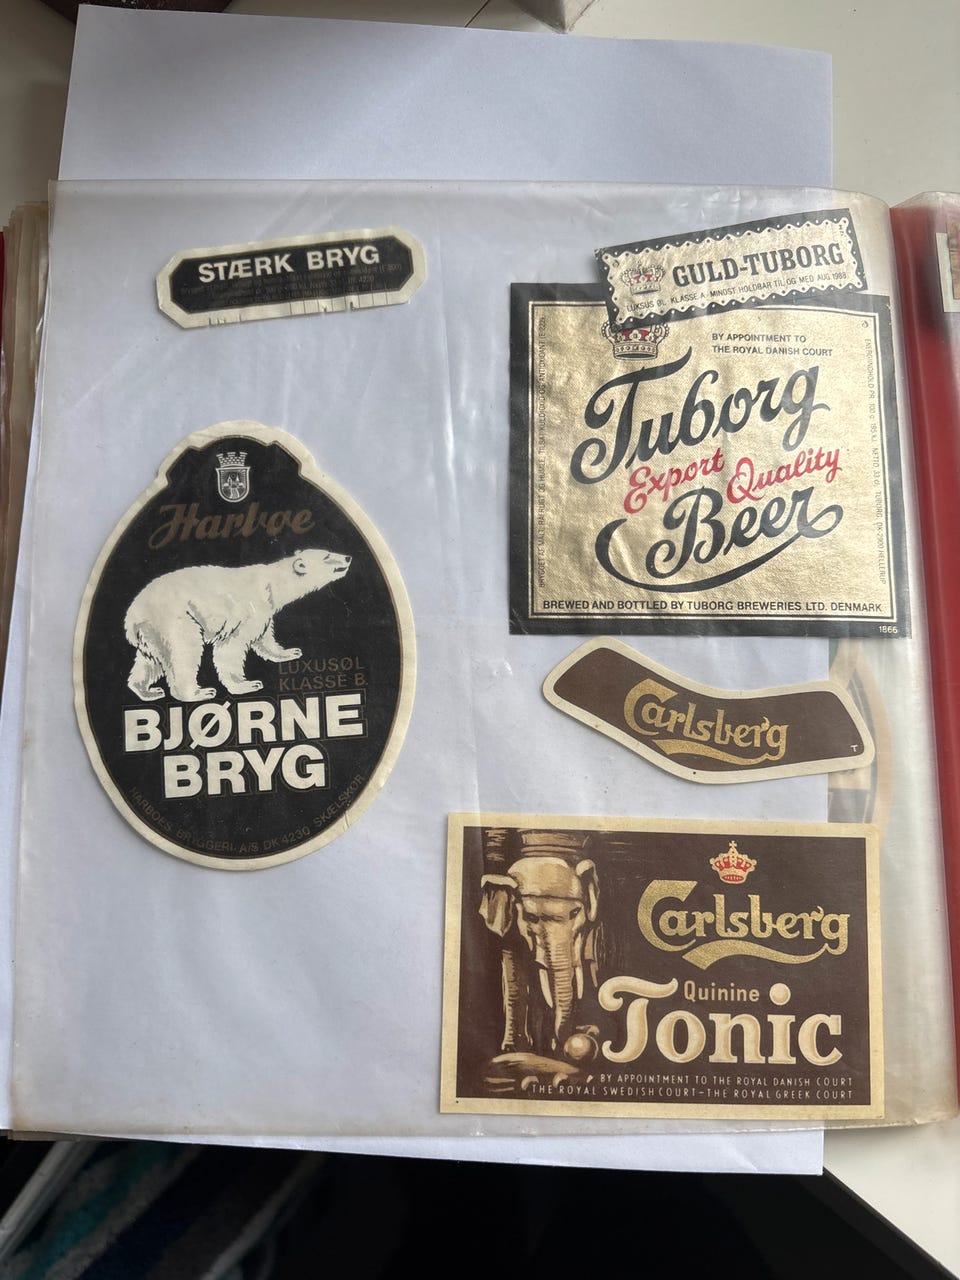 STÆRK BRYG
Harboe
LUXUSØL
KLASSE B.
BJØRNE
BRYG
HARBOES BRYGGERI A/S DK 4230 SKÆLSKØR
GULD-TUBORG
LUKSUS ØL. KLASSE A. MINDST HOLDBAR TIL OG MED AUG. 1988
BY APPOINTMENT TO
THE ROYAL DANISH COURT
Tuborg
Export Quality
Beer
BREWED AND BOTTLED BY TUBORG BREWERIES LTD. DENMARK
1866
Carlsberg
T
Carlsberg
Quinine
Tonic
BY APPOINTMENT TO THE ROYAL DANISH COURT
THE ROYAL SWEDISH COURT-THE ROYAL GREEK COURT